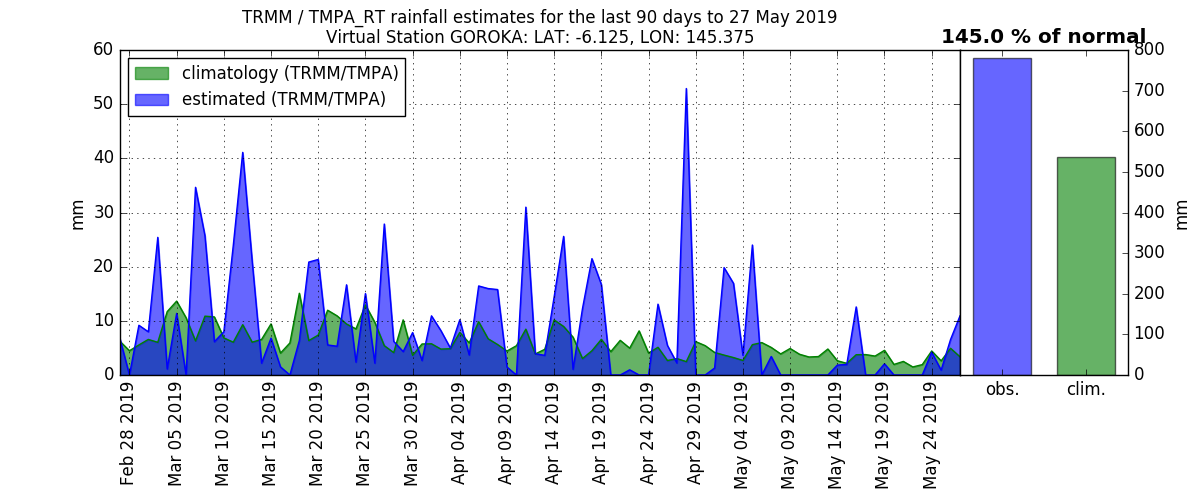 TRMM / TMPA_RT rainfall estimates for the last 90 days to 27 May 2019
Virtual Station GOROKA: LAT: -6.125, LON: 145.375
145.0 % of normal
climatology (TRMM/TMPA)
estimated (TRMM/TMPA)
mm
60
50
40
30
20
10
0
Feb 28 2019
Mar 05 2019
Mar 10 2019
Mar 15 2019
Mar 20 2019
Mar 25 2019
Mar 30 2019
Apr 04 2019
Apr 09 2019
Apr 14 2019
Apr 19 2019
Apr 24 2019
Apr 29 2019
May 04 2019
May 09 2019
May 14 2019
May 19 2019
May 24 2019
obs.
clim.
800
700
600
500
400
300
200
100
0
mm